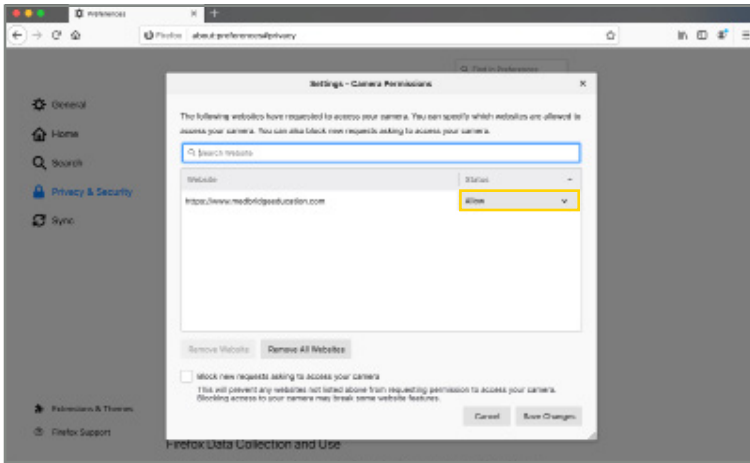 Preferences
Firefox about:preferences#privacy
Find in Preferences
Settings - Camera Permissions
General
Home
Search
Privacy & Security
Sync
The following websites have requested to access your camera. You can specify which websites are allowed to
access your camera. You can also block new requests asking to access your camera.
Search Website
Website Status
https://www.medbridgeeducation.com Allow
Remove Website Remove All Websites
Block new requests asking to access your camera
This will prevent any websites not listed above from requesting permission to access your camera.
Blocking access to your camera may break some website features.
Cancel Save Changes
Extensions & Themes
Firefox Support
Firefox Data Collection and Use